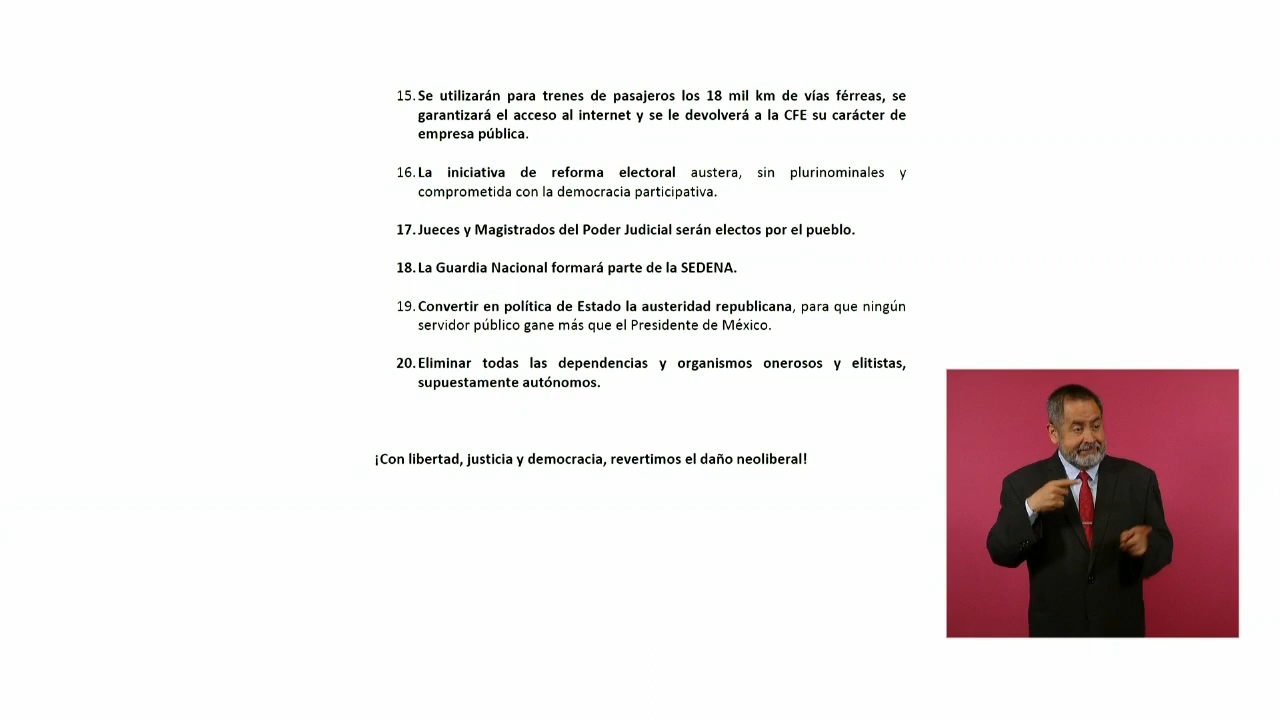 15. Se utilizarán para trenes de pasajeros los 18 mil km de vías férreas, se
garantizará el acceso al internet y se le devolverá a la CFE su carácter de
empresa pública.
16. La iniciativa de reforma electoral austera, sin plurinominales y
comprometida con la democracia participativa.
17. Jueces y Magistrados del Poder Judicial serán electos por el pueblo.
18. La Guardia Nacional formará parte de la SEDENA.
19. Convertir en política de Estado la austeridad republicana, para que ningún
servidor público gane más que el Presidente de México.
20. Eliminar todas las dependencias y organismos onerosos y elitistas,
supuestamente autónomos.
¡Con libertad, justicia y democracia, revertimos el daño neoliberal!